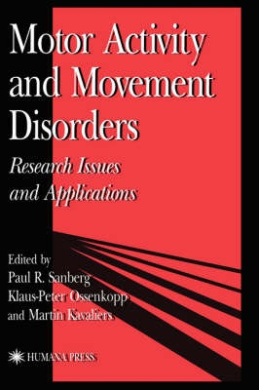 Motor Activity
and Movement
Disorders
Research Issues
and Applications
Edited by
Paul R. Sanberg
Klaus-Peter Ossenkopp
and Martin Kavaliers
HUMANA PRESS